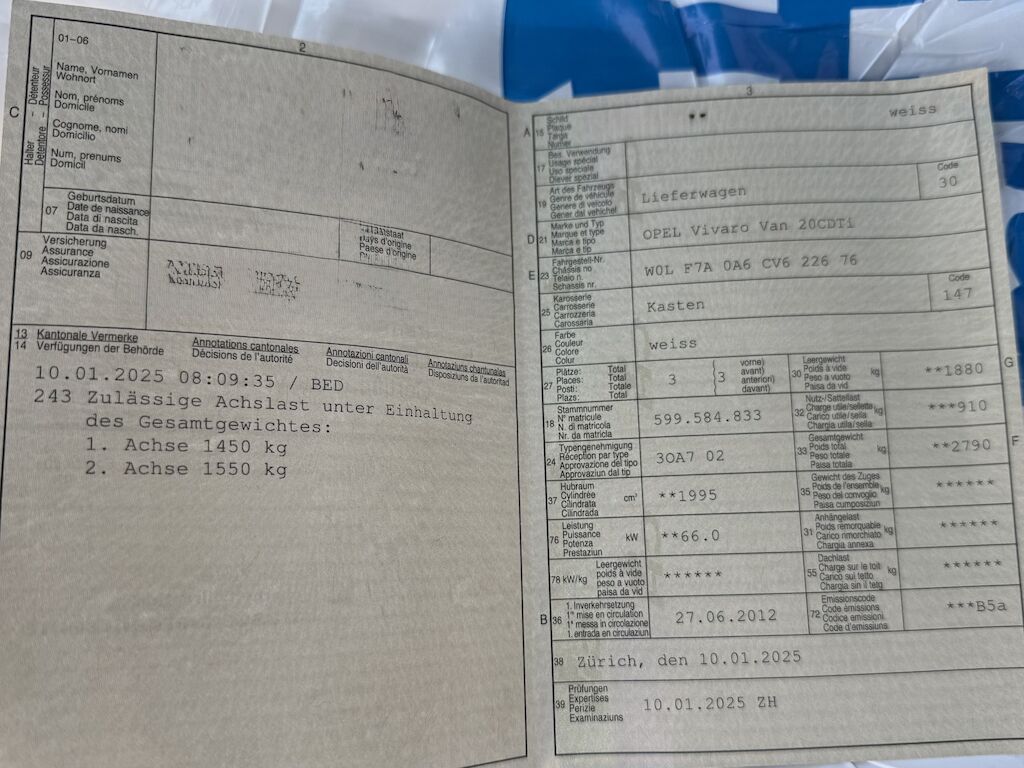 2
01-06
Name, Vornamen
Wohnort
Nom, prénoms
Domicile
Cognome, nomi
Domicilio
Num, prenums
Domicil
C
Halter - Détenteur
Detentore - Possessur
07
Geburtsdatum
Date de naissance
Data di nascita
Data da nasch.
Heimatstaat
Pays d'origine
Paese d'origine
09
Versicherung
Assurance
Assicurazione
Assicuranza
13 Kantonale Vermerke Annotations cantonales Annotazioni cantonali Annotaziuns chantunalas
14 Verfügungen der Behörde Décisions de l'autorité Decisioni dell'autorità Disposiziuns da l'autoritad
10.01.2025 08:09:35 / BED
243 Zulässige Achslast unter Einhaltung
des Gesamtgewichtes:
1. Achse 1450 kg
2. Achse 1550 kg
3
A 15
Schild
Plaque
Targa
Numer
weiss
17
Bes. Verwendung
Usage spécial
Uso speciale
Diever spezial
19
Art des Fahrzeugs
Genre de véhicule
Genere di veicolo
Gener dal vehichel
Lieferwagen
Code
30
D 21
Marke und Typ
Marque et type
Marca e tipo
Marca e tip
OPEL Vivaro Van 20CDTi
E 23
Fahrgestell-Nr.
Châssis no
Telaio n.
Schassis nr.
W0L F7A 0A6 CV6 226 76
25
Karosserie
Carrosserie
Carrozzeria
Carossaria
Kasten
Code
147
26
Farbe
Couleur
Colore
Colur
weiss
27
Plätze: Total
Places: Total
Posti: Totale
Plazs: Total
3
(3
vorne)
avant)
anteriori)
davant)
30
Leergewicht
Poids à vide
Peso a vuoto
Paisa da vid
kg
**1880
G
18
Stammnummer
N° matricule
N. di matricola
Nr. da matricla
599.584.833
32
Nutz-/Sattellast
Charge utile/sellette
Carico utile/sella
Chargia utila/sella
kg
***910
24
Typengenehmigung
Réception par type
Approvazione del tipo
Approvaziun dal tip
3OA7 02
33
Gesamtgewicht
Poids total
Peso totale
Paisa totala
kg
**2790
F
37
Hubraum
Cylindrée
Cilindrata
Cilindrada
cm³
**1995
35
Gewicht des Zuges
Poids de l'ensemble
Peso del convoglio
Paisa cumposiziun
kg
******
76
Leistung
Puissance
Potenza
Prestaziun
kW
**66.0
31
Anhängelast
Poids remorquable
Carico rimorchiato
Chargia annexa
kg
******
78 kW/kg
Leergewicht
poids à vide
peso a vuoto
paisa da vid
******
55
Dachlast
Charge sur le toit
Carico sul tetto
Chargia sin il tetg
kg
******
B 36
1. Inverkehrsetzung
1re mise en circulation
1a messa in circolazione
1. entrada en circulaziun
27.06.2012
72
Emissionscode
Code émissions
Codice emissioni
Code d'emissiuns
***B5a
38 Zürich, den 10.01.2025
39
Prüfungen
Expertises
Perizie
Examinaziuns
10.01.2025 ZH